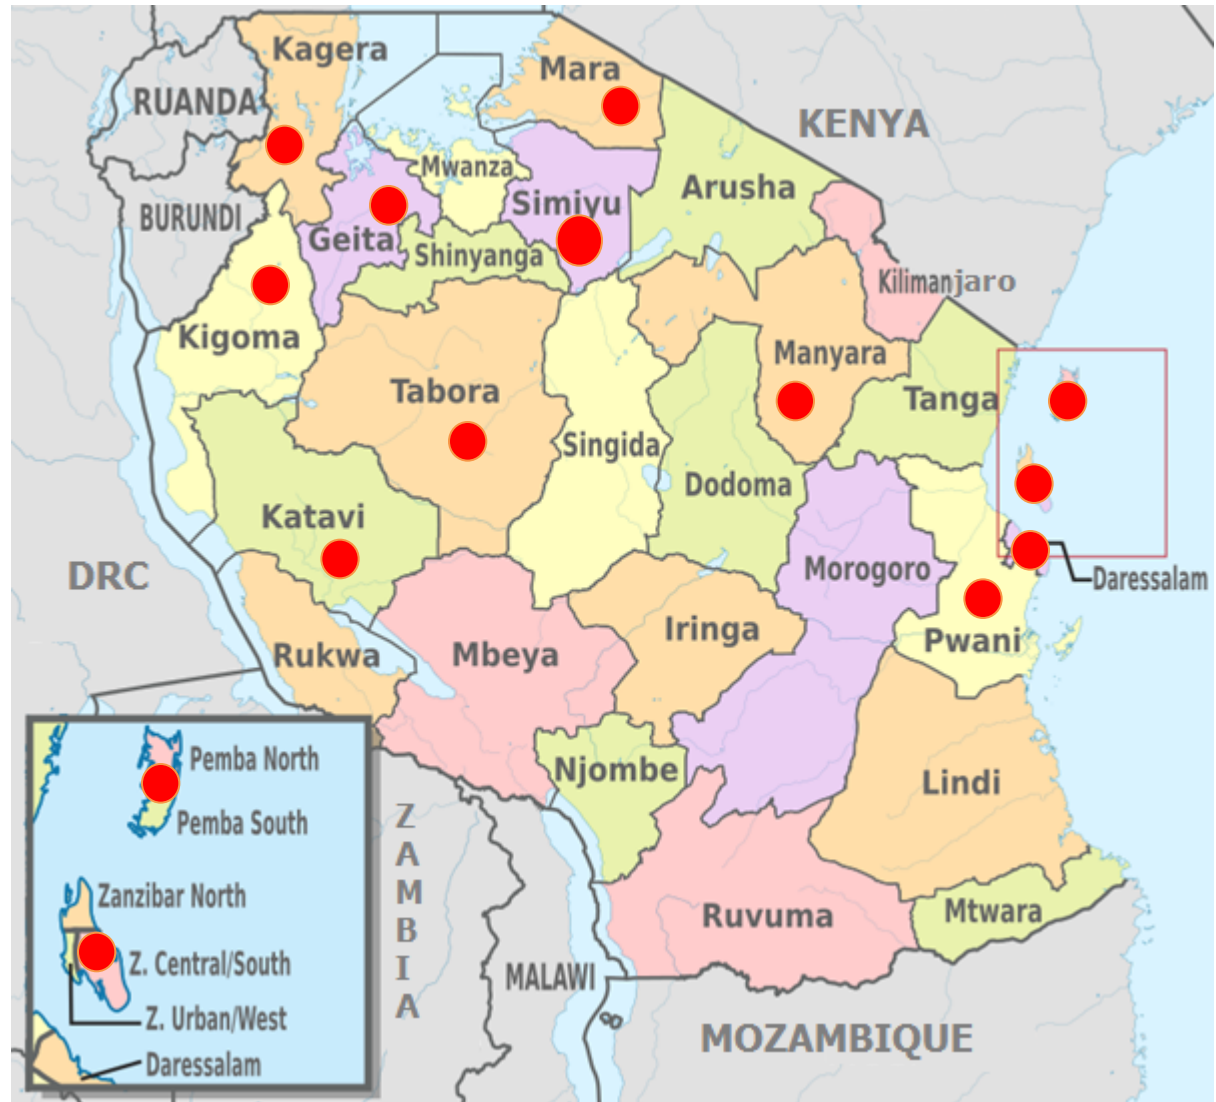 Kagera
Mara
RUANDA
KENYA
Mwanza
Arusha
Simiyu
BURUNDI
Geita
Shinyanga
Kilimanjaro
Kigoma
Manyara
Tabora
Tanga
Singida
Dodoma
Katavi
Morogoro
DRC
Daressalam
Iringa
Pwani
Rukwa
Mbeya
Njombe
Lindi
Ruvuma
Mtwara
ZAMBIA
MALAWI
MOZAMBIQUE
Pemba North
Pemba South
Zanzibar North
Z. Central/South
Z. Urban/West
Daressalam